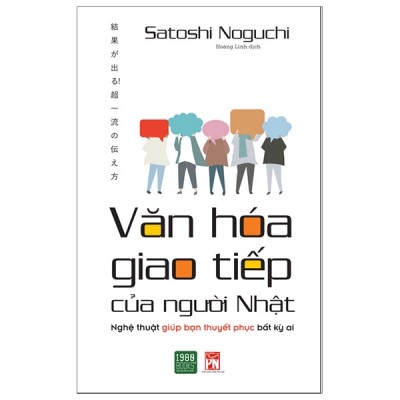 Satoshi Noguchi
Hoàng Linh dịch
結果が出る!超一流の伝え方
Văn hóa
giao tiếp
của người Nhật
Nghệ thuật giúp bạn thuyết phục bất kỳ ai
1980
BOOKS
PN